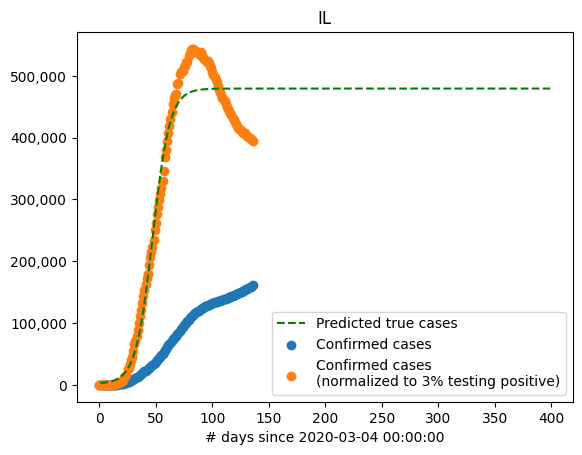 IL
500,000
400,000
300,000
200,000
100,000
0
0 50 100 150 200 250 300 350 400
# days since 2020-03-04 00:00:00
Predicted true cases
Confirmed cases
Confirmed cases
(normalized to 3% testing positive)